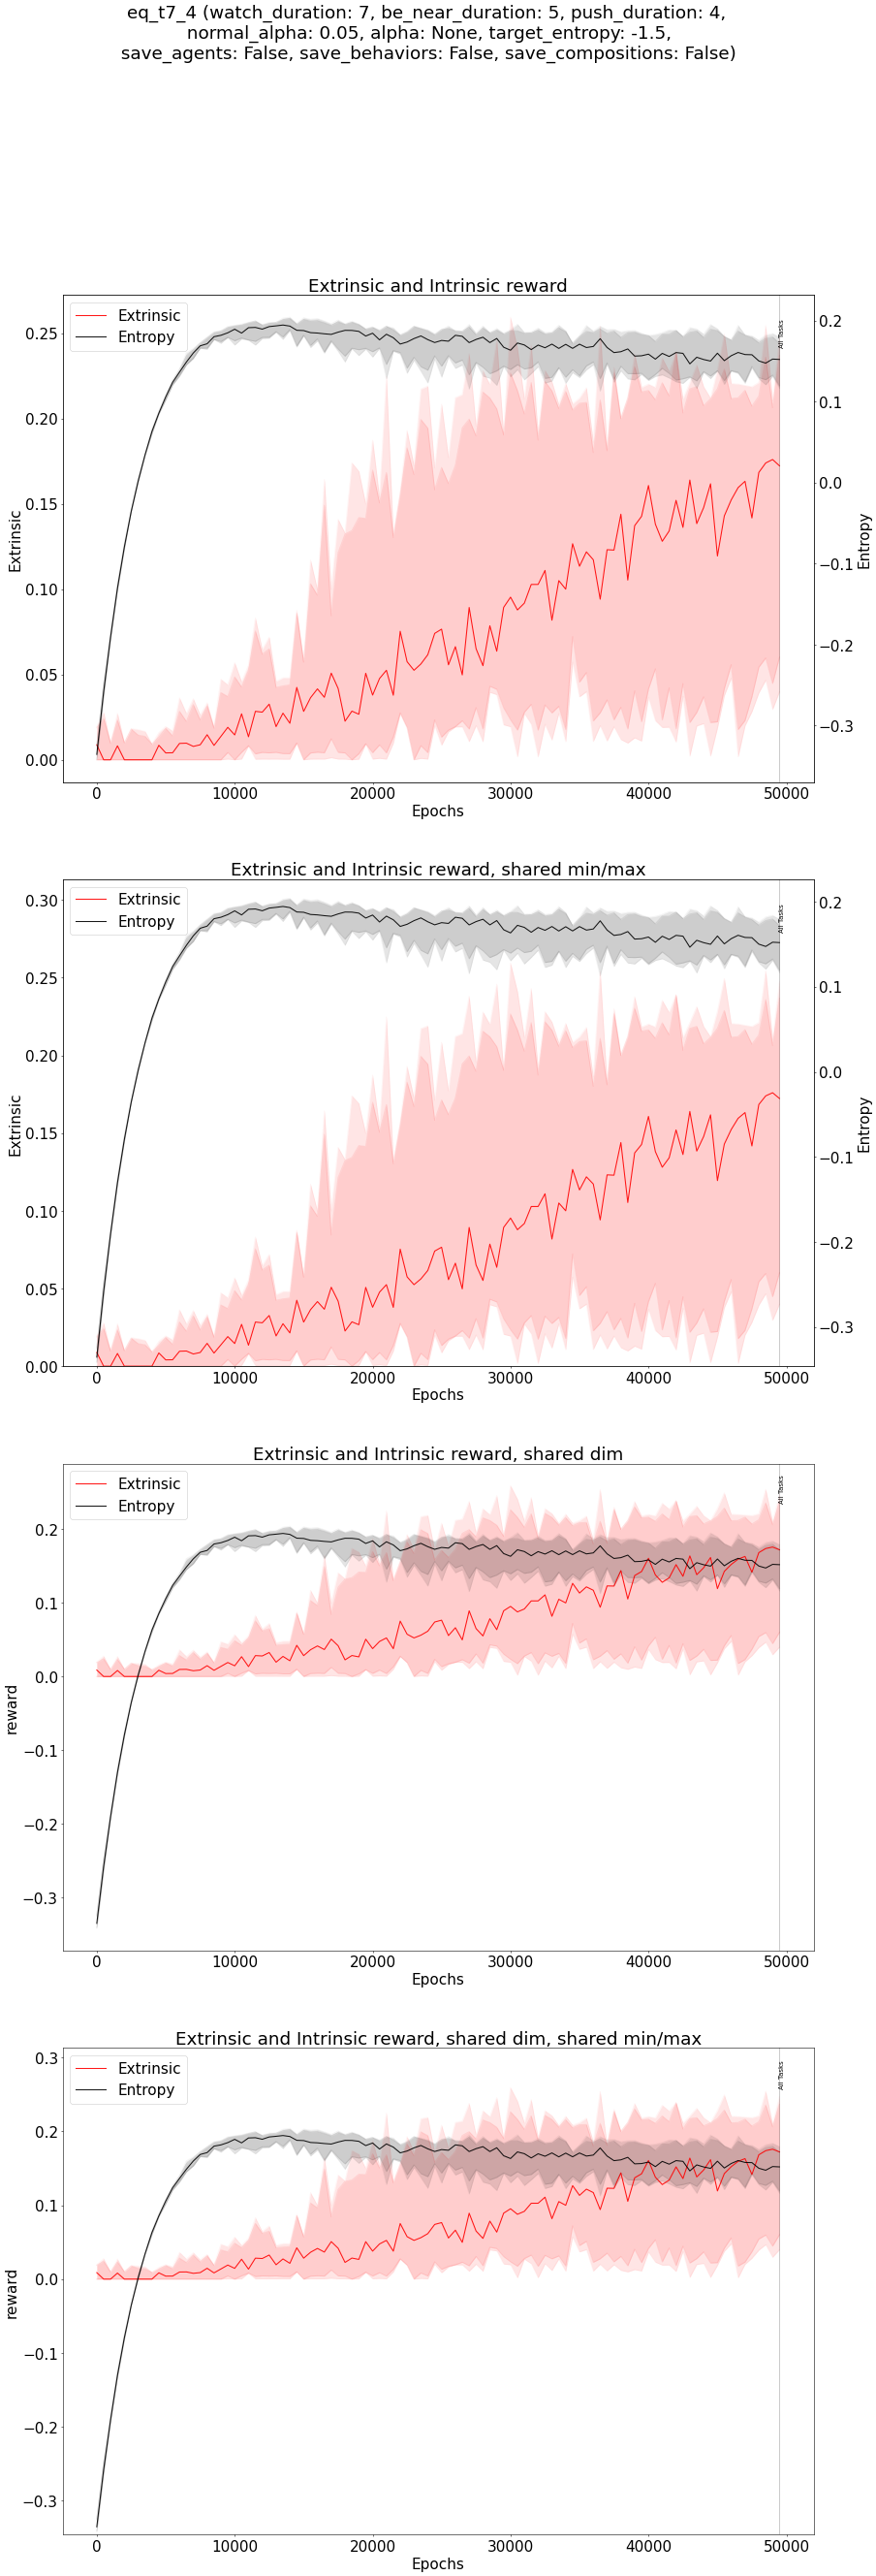 eq_t7_4 (watch_duration: 7, be_near_duration: 5, push_duration: 4,
normal_alpha: 0.05, alpha: None, target_entropy: -1.5,
save_agents: False, save_behaviors: False, save_compositions: False)
Extrinsic and Intrinsic reward
Extrinsic
Entropy
All Tasks
0.25
0.20
0.15
0.10
0.05
0.00
Extrinsic
0.2
0.1
0.0
−0.1
−0.2
−0.3
Entropy
0
10000
20000
30000
40000
50000
Epochs
Extrinsic and Intrinsic reward, shared min/max
Extrinsic
Entropy
All Tasks
0.30
0.25
0.20
0.15
0.10
0.05
0.00
Extrinsic
0.2
0.1
0.0
−0.1
−0.2
−0.3
Entropy
0
10000
20000
30000
40000
50000
Epochs
Extrinsic and Intrinsic reward, shared dim
Extrinsic
Entropy
All Tasks
0.2
0.1
0.0
−0.1
−0.2
−0.3
reward
0
10000
20000
30000
40000
50000
Epochs
Extrinsic and Intrinsic reward, shared dim, shared min/max
Extrinsic
Entropy
All Tasks
0.3
0.2
0.1
0.0
−0.1
−0.2
−0.3
reward
0
10000
20000
30000
40000
50000
Epochs